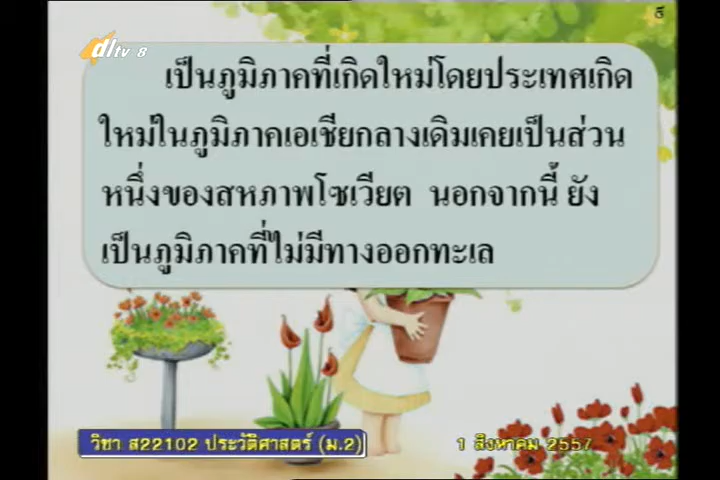 ๕
dltv 8
เป็นภูมิภาคที่เกิดใหม่โดยประเทศเกิด
ใหม่ในภูมิภาคเอเชียกลางเดิมเคยเป็นส่วน
หนึ่งของสหภาพโซเวียต นอกจากนี้ ยัง
เป็นภูมิภาคที่ไม่มีทางออกทะเล
วิชา ส22102 ประวัติศาสตร์ (ม.2)
1 สิงหาคม 2557